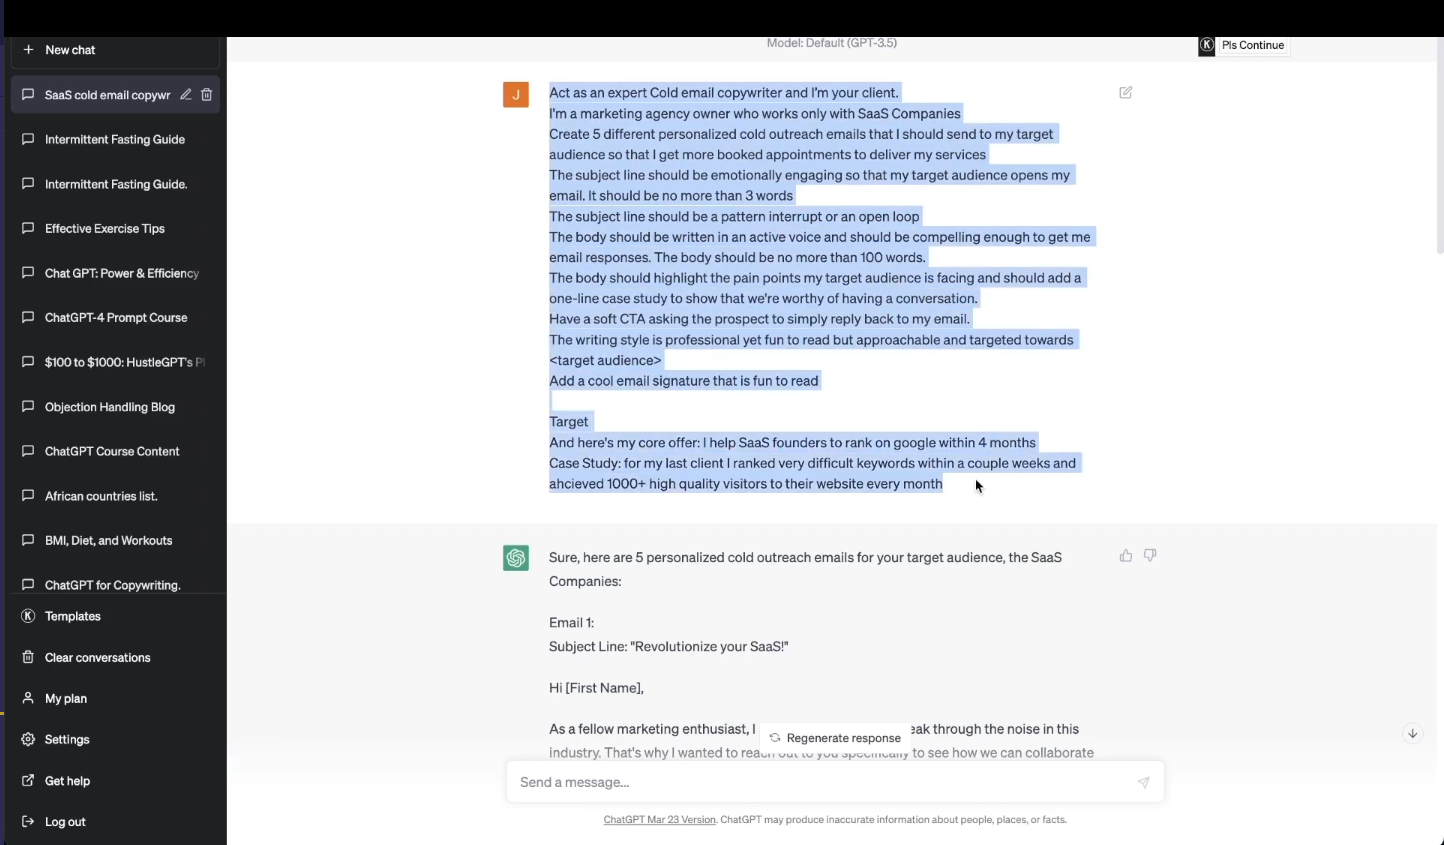 Model: Default (GPT-3.5)
Pls Continue
New chat
SaaS cold email copywr
Intermittent Fasting Guide
Intermittent Fasting Guide.
Effective Exercise Tips
Chat GPT: Power & Efficiency
ChatGPT-4 Prompt Course
$100 to $1000: HustleGPT's Pl
Objection Handling Blog
ChatGPT Course Content
African countries list.
BMI, Diet, and Workouts
ChatGPT for Copywriting.
Templates
Clear conversations
My plan
Settings
Get help
Log out
J
Act as an expert Cold email copywriter and I'm your client.
I'm a marketing agency owner who works only with SaaS Companies
Create 5 different personalized cold outreach emails that I should send to my target
audience so that I get more booked appointments to deliver my services
The subject line should be emotionally engaging so that my target audience opens my
email. It should be no more than 3 words
The subject line should be a pattern interrupt or an open loop
The body should be written in an active voice and should be compelling enough to get me
email responses. The body should be no more than 100 words.
The body should highlight the pain points my target audience is facing and should add a
one-line case study to show that we're worthy of having a conversation.
Have a soft CTA asking the prospect to simply reply back to my email.
The writing style is professional yet fun to read but approachable and targeted towards
<target audience>
Add a cool email signature that is fun to read
Target
And here's my core offer: I help SaaS founders to rank on google within 4 months
Case Study: for my last client I ranked very difficult keywords within a couple weeks and
ahcieved 1000+ high quality visitors to their website every month
Sure, here are 5 personalized cold outreach emails for your target audience, the SaaS
Companies:
Email 1:
Subject Line: "Revolutionize your SaaS!"
Hi [First Name],
As a fellow marketing enthusiast, I eak through the noise in this
Regenerate response
industry. That's why I wanted to reach out to you specifically to see how we can collaborate
Send a message...
ChatGPT Mar 23 Version. ChatGPT may produce inaccurate information about people, places, or facts.